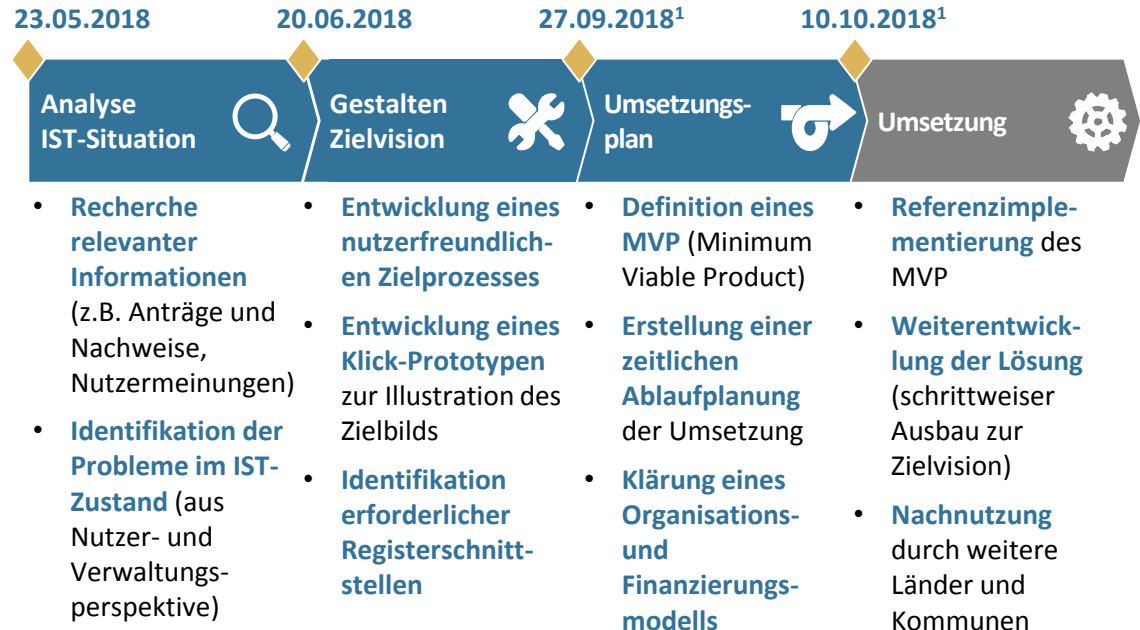 23.05.2018
20.06.2018
27.09.2018¹
10.10.2018¹
Analyse
IST-Situation
Gestalten
Zielvision
Umsetzungs-
plan
Umsetzung
• Recherche
relevanter
Informationen
(z.B. Anträge und
Nachweise,
Nutzermeinungen)
• Identifikation der
Probleme im IST-
Zustand (aus
Nutzer- und
Verwaltungs-
perspektive)
• Entwicklung eines
nutzerfreundlich-
en Zielprozesses
• Entwicklung eines
Klick-Prototypen
zur Illustration des
Zielbilds
• Identifikation
erforderlicher
Registerschnitt-
stellen
• Definition eines
MVP (Minimum
Viable Product)
• Erstellung einer
zeitlichen
Ablaufplanung
der Umsetzung
• Klärung eines
Organisations-
und
Finanzierungs-
modells
• Referenzimple-
mentierung des
MVP
• Weiterentwick-
lung der Lösung
(schrittweiser
Ausbau zur
Zielvision)
• Nachnutzung
durch weitere
Länder und
Kommunen